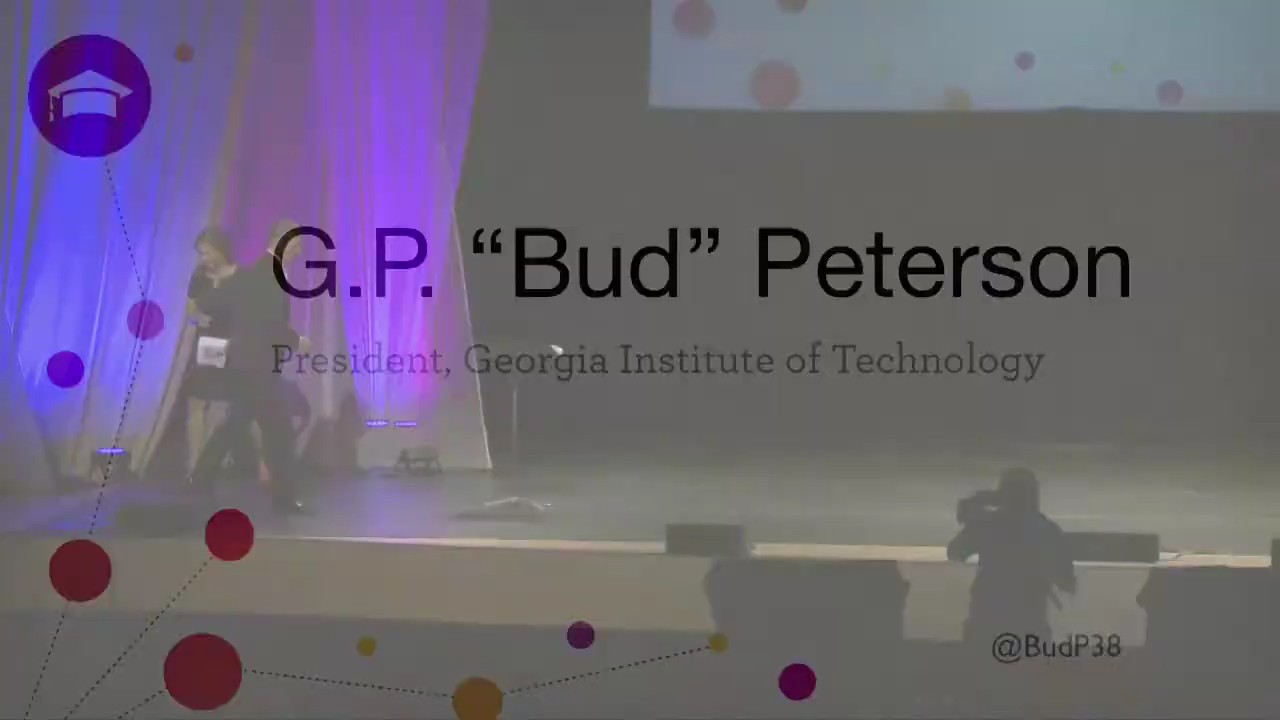 G.P. “Bud” Peterson
President, Georgia Institute of Technology
@BudP38